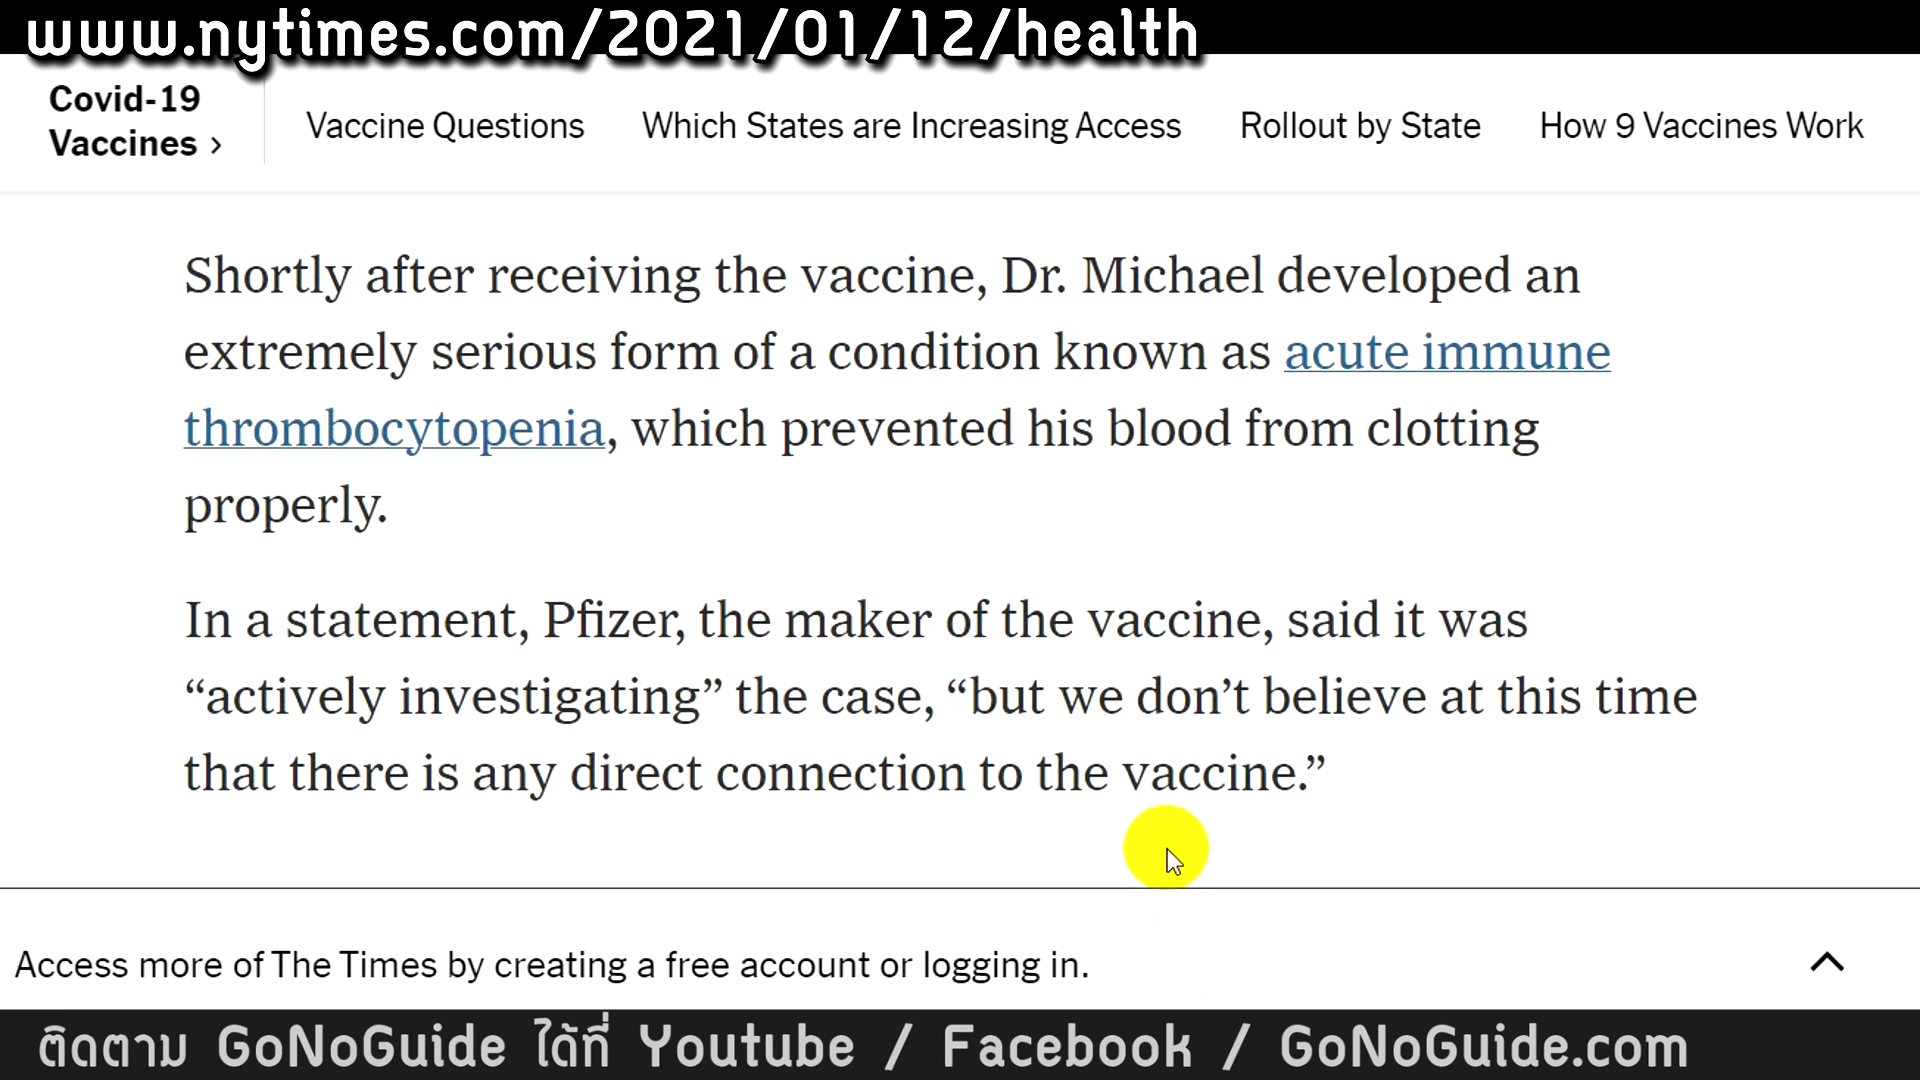 www.nytimes.com/2021/01/12/health
Covid-19
Vaccines ›
Vaccine Questions
Which States are Increasing Access
Rollout by State
How 9 Vaccines Work
Shortly after receiving the vaccine, Dr. Michael developed an
extremely serious form of a condition known as acute immune
thrombocytopenia, which prevented his blood from clotting
properly.
In a statement, Pfizer, the maker of the vaccine, said it was
“actively investigating” the case, “but we don’t believe at this time
that there is any direct connection to the vaccine.”
Access more of The Times by creating a free account or logging in.
ติดตาม GoNoGuide ได้ที่ Youtube / Facebook / GoNoGuide.com